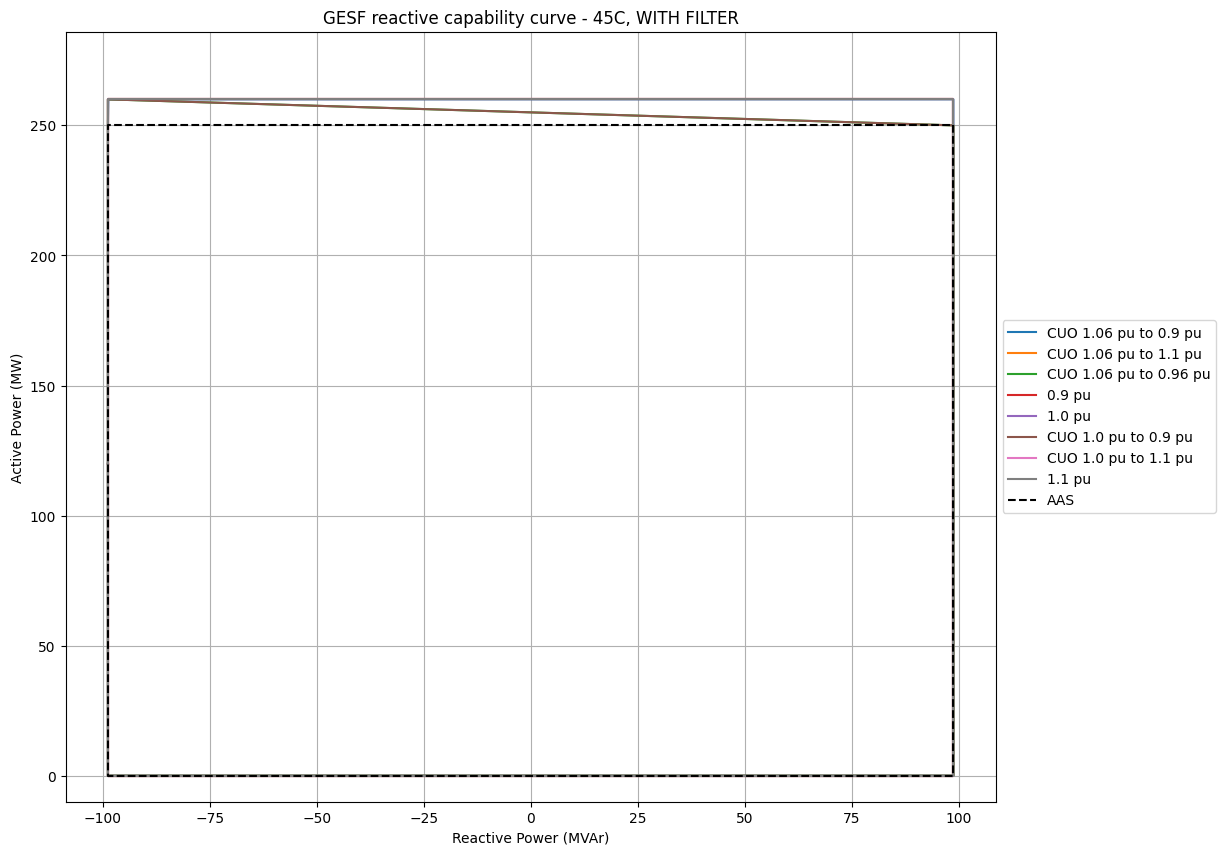 GESF reactive capability curve - 45C, WITH FILTER
250
200
150
100
50
0
Active Power (MW)
−100
−75
−50
−25
0
25
50
75
100
Reactive Power (MVAr)
CUO 1.06 pu to 0.9 pu
CUO 1.06 pu to 1.1 pu
CUO 1.06 pu to 0.96 pu
0.9 pu
1.0 pu
CUO 1.0 pu to 0.9 pu
CUO 1.0 pu to 1.1 pu
1.1 pu
AAS